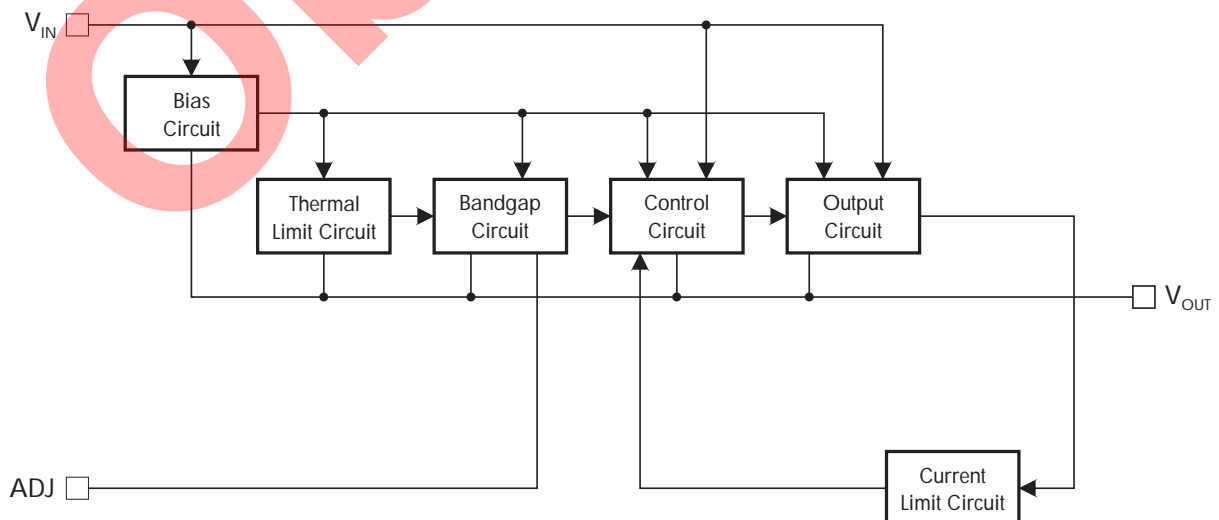 VIN
Bias
Circuit
Thermal
Limit Circuit
Bandgap
Circuit
Control
Circuit
Output
Circuit
VOUT
ADJ
Current
Limit Circuit